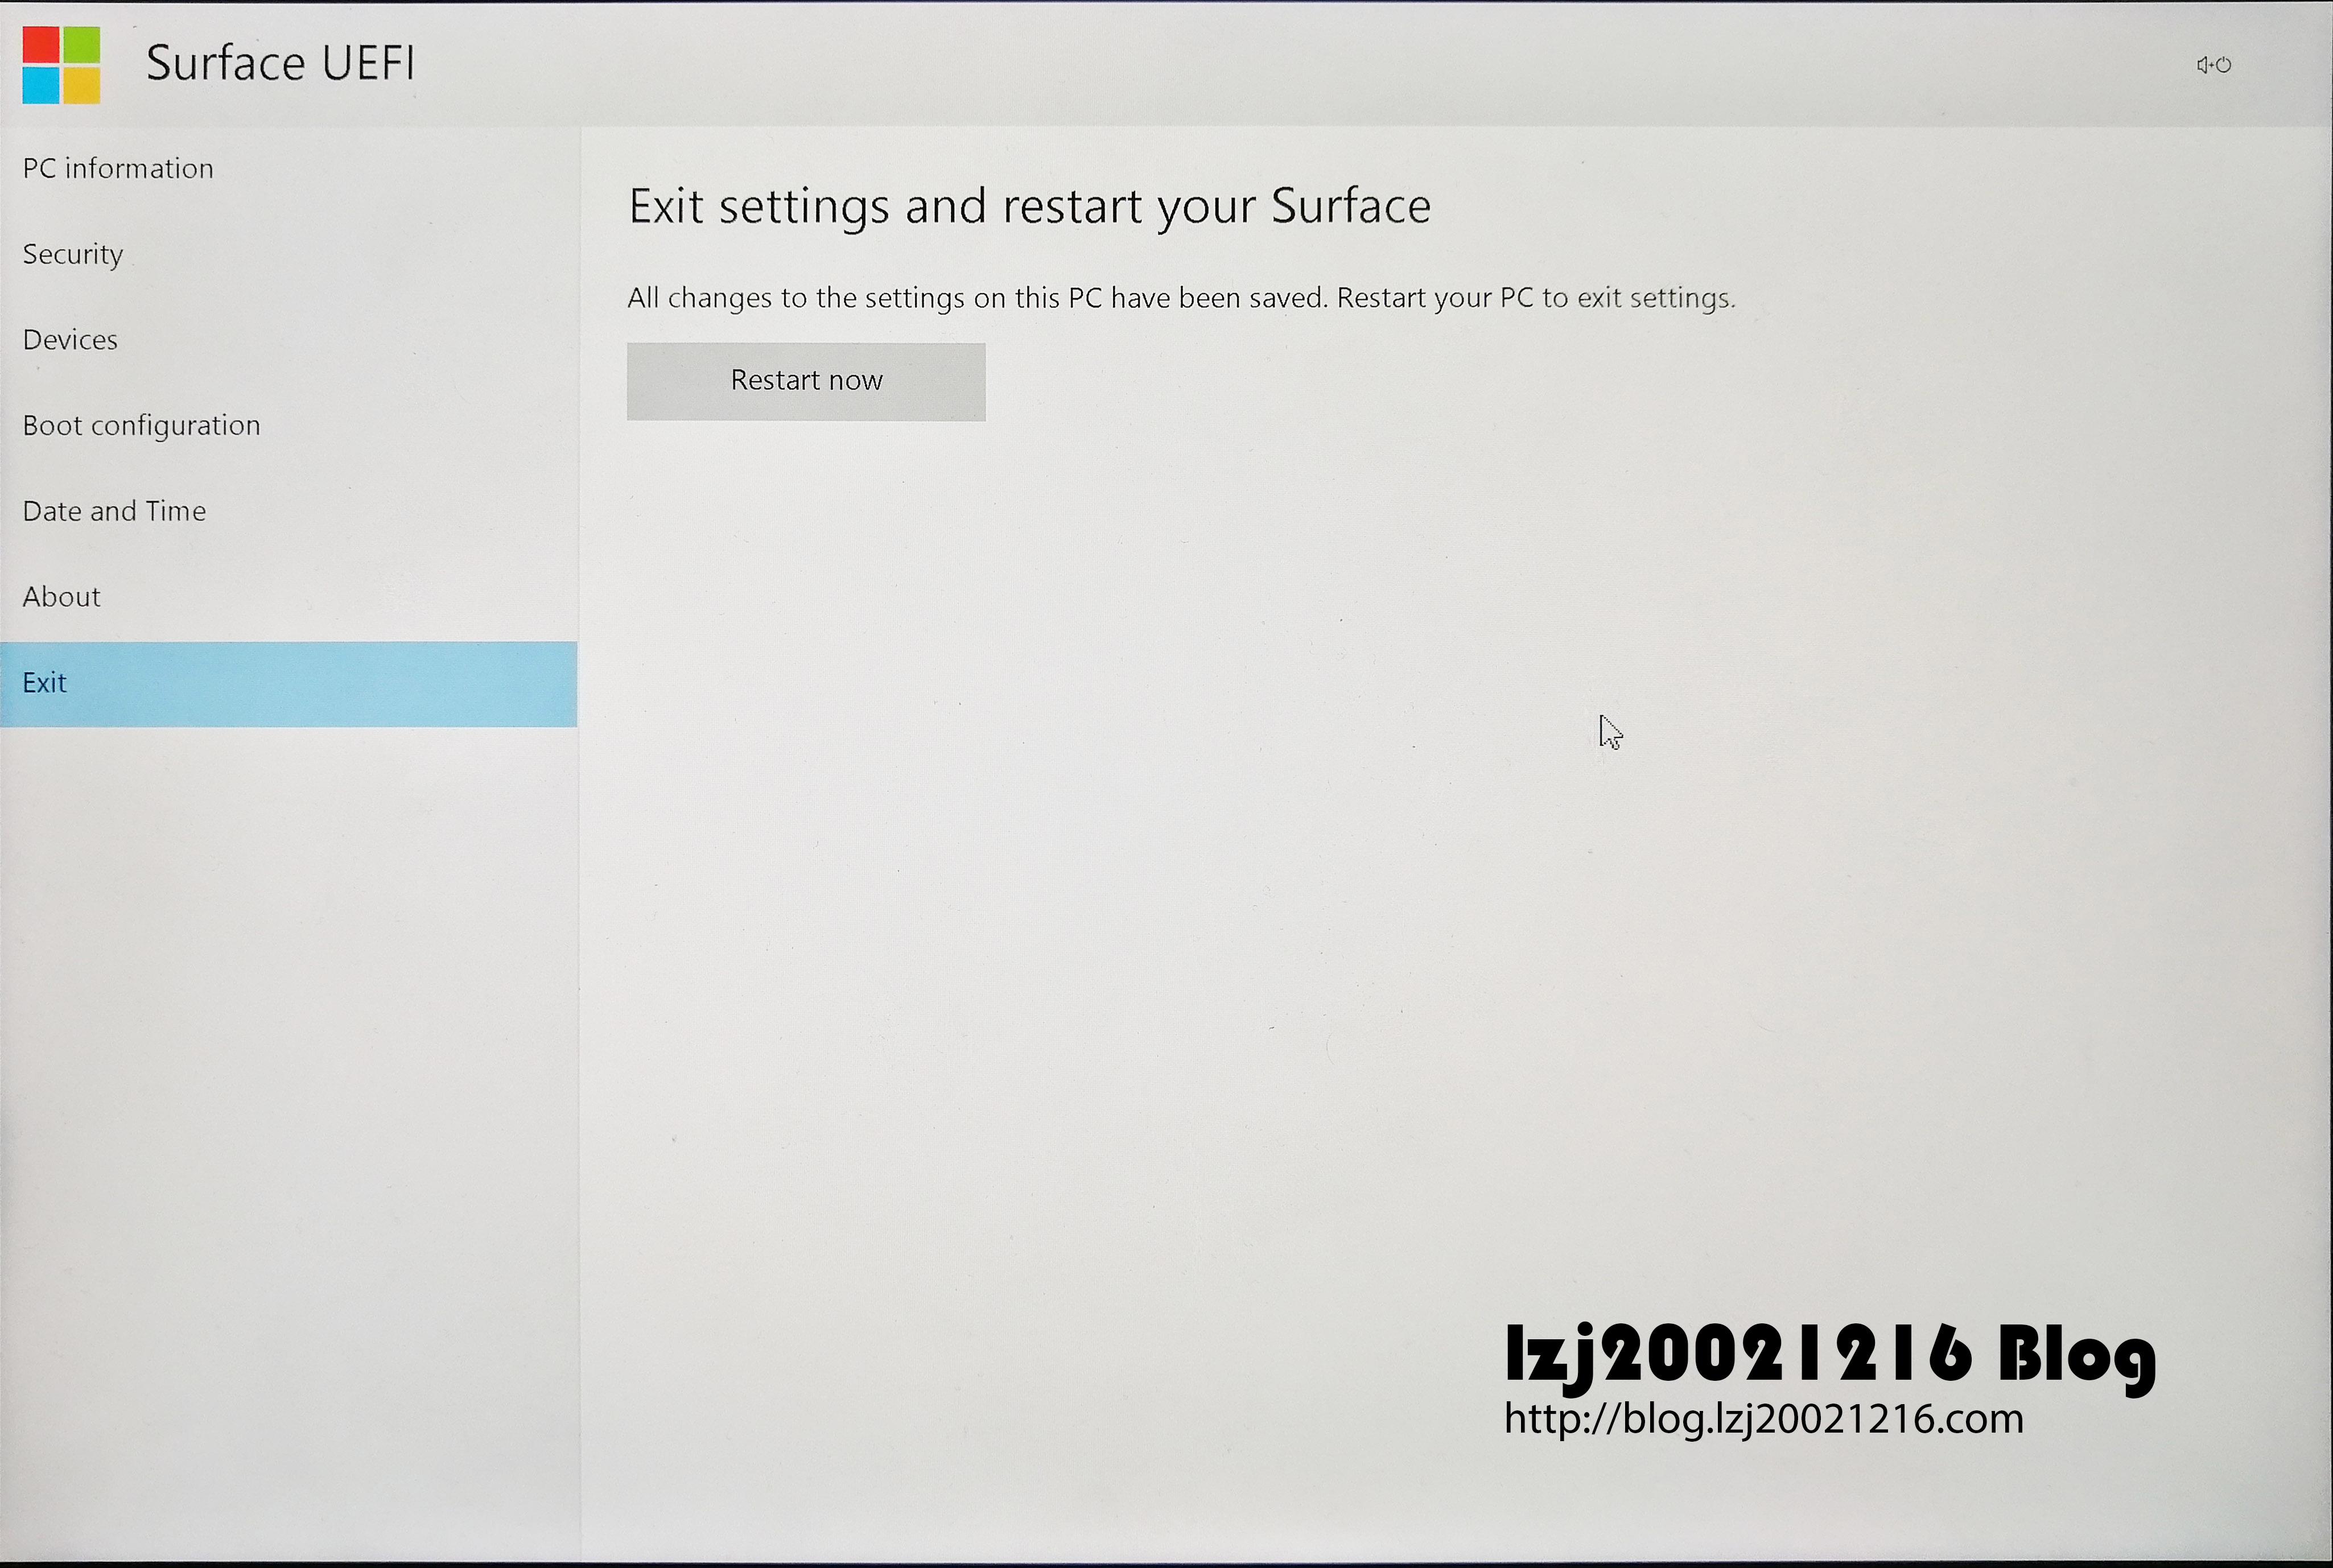 Surface UEFI
PC information
Security
Devices
Boot configuration
Date and Time
About
Exit
Exit settings and restart your Surface
All changes to the settings on this PC have been saved. Restart your PC to exit settings.
Restart now
lzj20021216 Blog
http://blog.lzj20021216.com